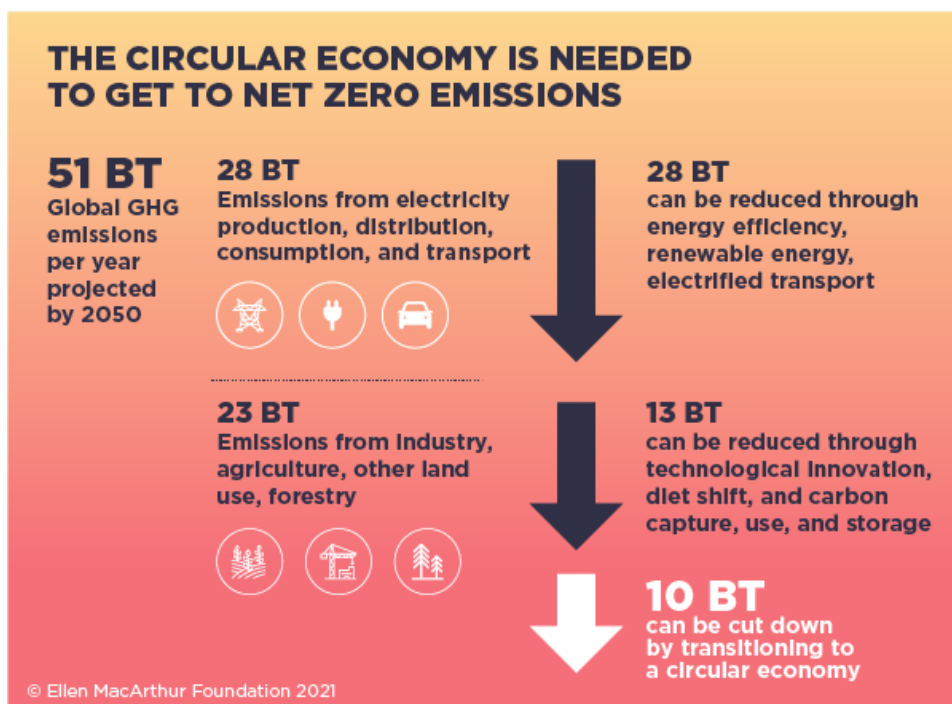 THE CIRCULAR ECONOMY IS NEEDED
TO GET TO NET ZERO EMISSIONS
51 BT
Global GHG
emissions
per year
projected
by 2050
28 BT
Emissions from electricity
production, distribution,
consumption, and transport
28 BT
can be reduced through
energy efficiency,
renewable energy,
electrified transport
23 BT
Emissions from industry,
agriculture, other land
use, forestry
13 BT
can be reduced through
technological innovation,
diet shift, and carbon
capture, use, and storage
10 BT
can be cut down
by transitioning to
a circular economy
© Ellen MacArthur Foundation 2021